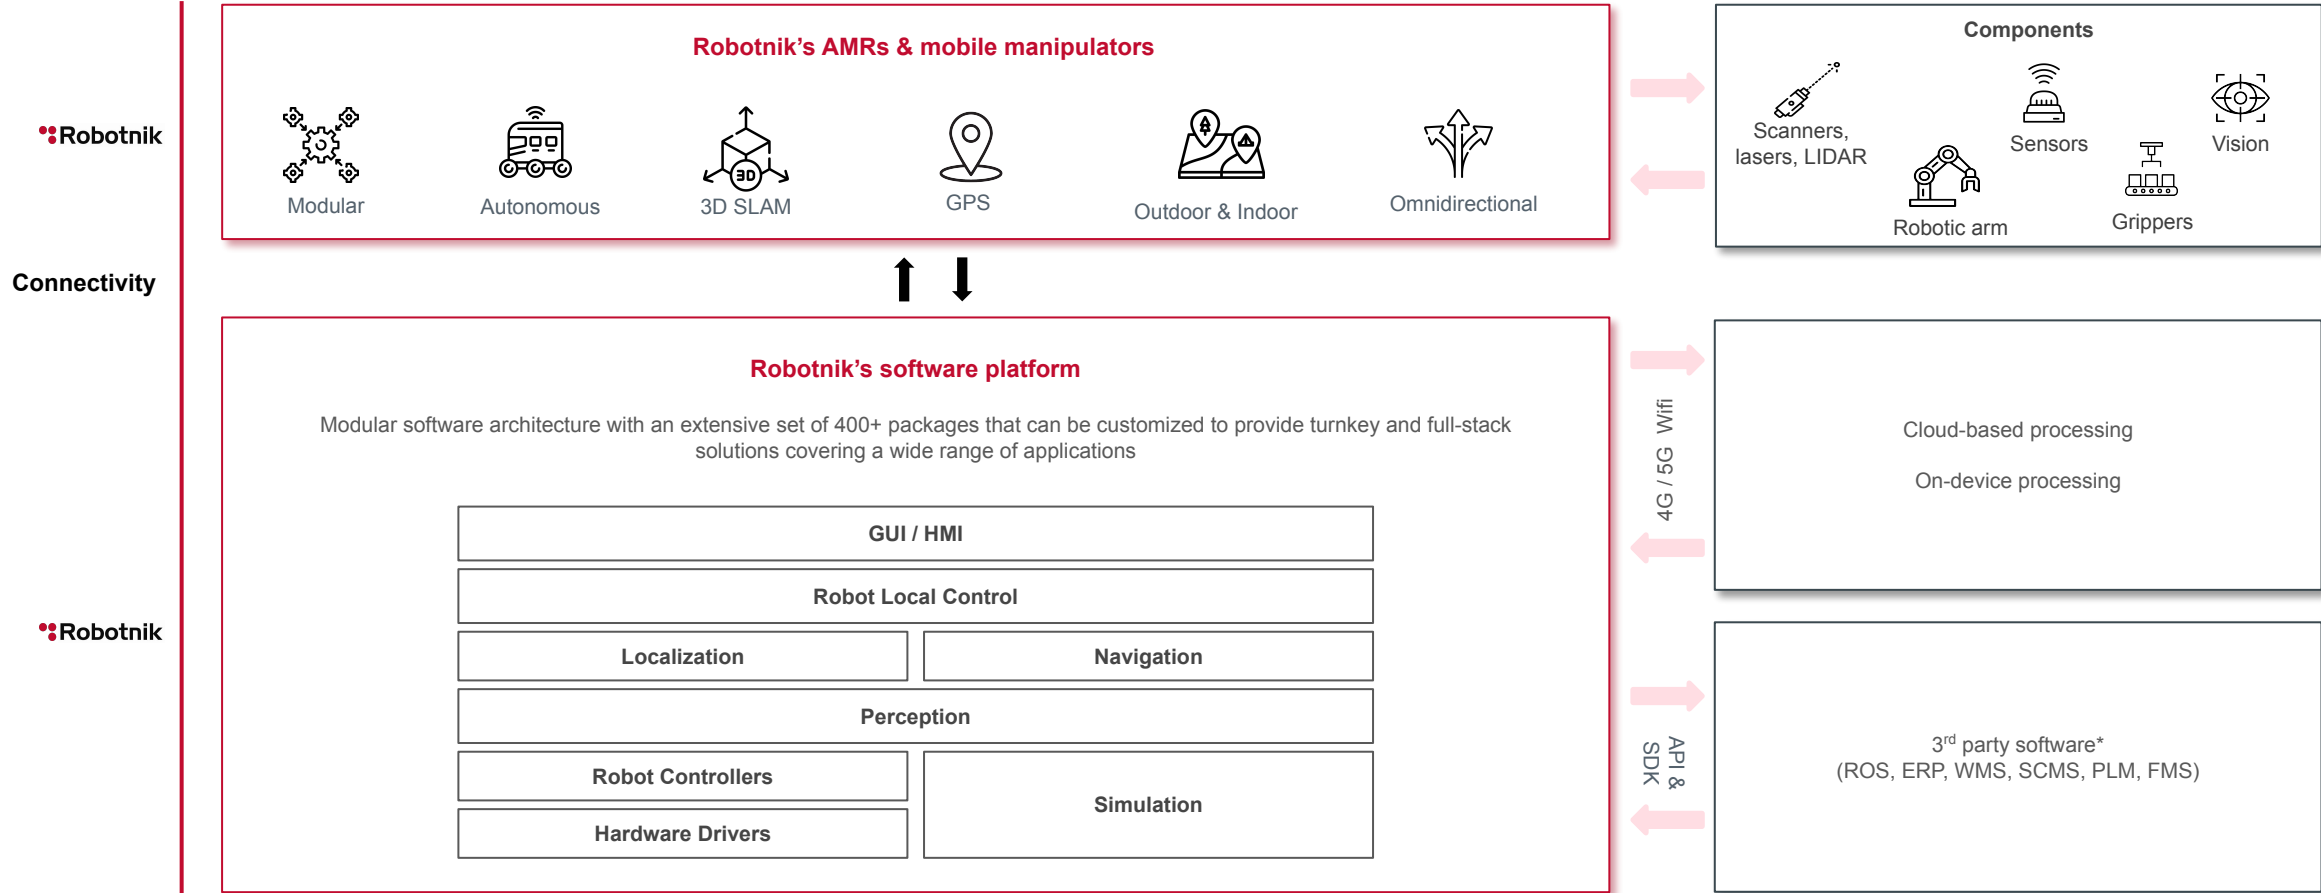 Robotnik's AMRs & mobile manipulators
Robotnik
Modular
Autonomous
3D
3D SLAM
GPS
Outdoor & Indoor
Omnidirectional
Components
Scanners,
lasers, LIDAR
Sensors
Vision
Robotic arm
Grippers
Connectivity
Robotnik's software platform
Modular software architecture with an extensive set of 400+ packages that can be customized to provide turnkey and full-stack
solutions covering a wide range of applications
GUI / HMI
Robot Local Control
Localization
Navigation
Perception
Robot Controllers
Simulation
Hardware Drivers
Robotnik
4G / 5G Wifi
Cloud-based processing
On-device processing
API &
SDK
3rd party software*
(ROS, ERP, WMS, SCMS, PLM, FMS)